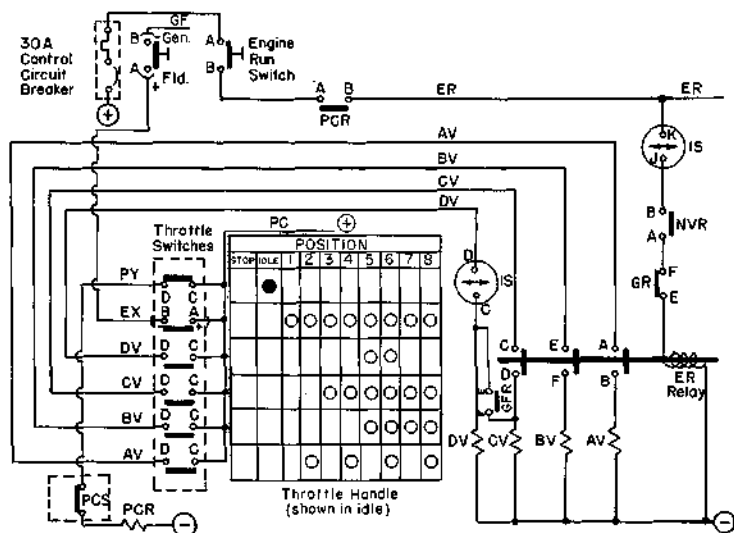 30A
Control
Circuit
Breaker
GF
B
Gen.
A
Fld.
+
+
A
B
Engine
Run
Switch
A B
PCR
ER
ER
K
J
IS
AV
BV
CV
DV
B
A
NVR
F
E
GR
PC +
Throttle
Switches
POSITION
STOP IDLE 1 2 3 4 5 6 7 8
PY
D C
EX
B A
+
DV
D C
CV
D C
BV
D C
AV
D C
Throttle Handle
(shown in idle)
D
C
IS
GFR
C
D
E
F
A
B
ER
Relay
DV
CV
BV
AV
PCS
PCR
−
−